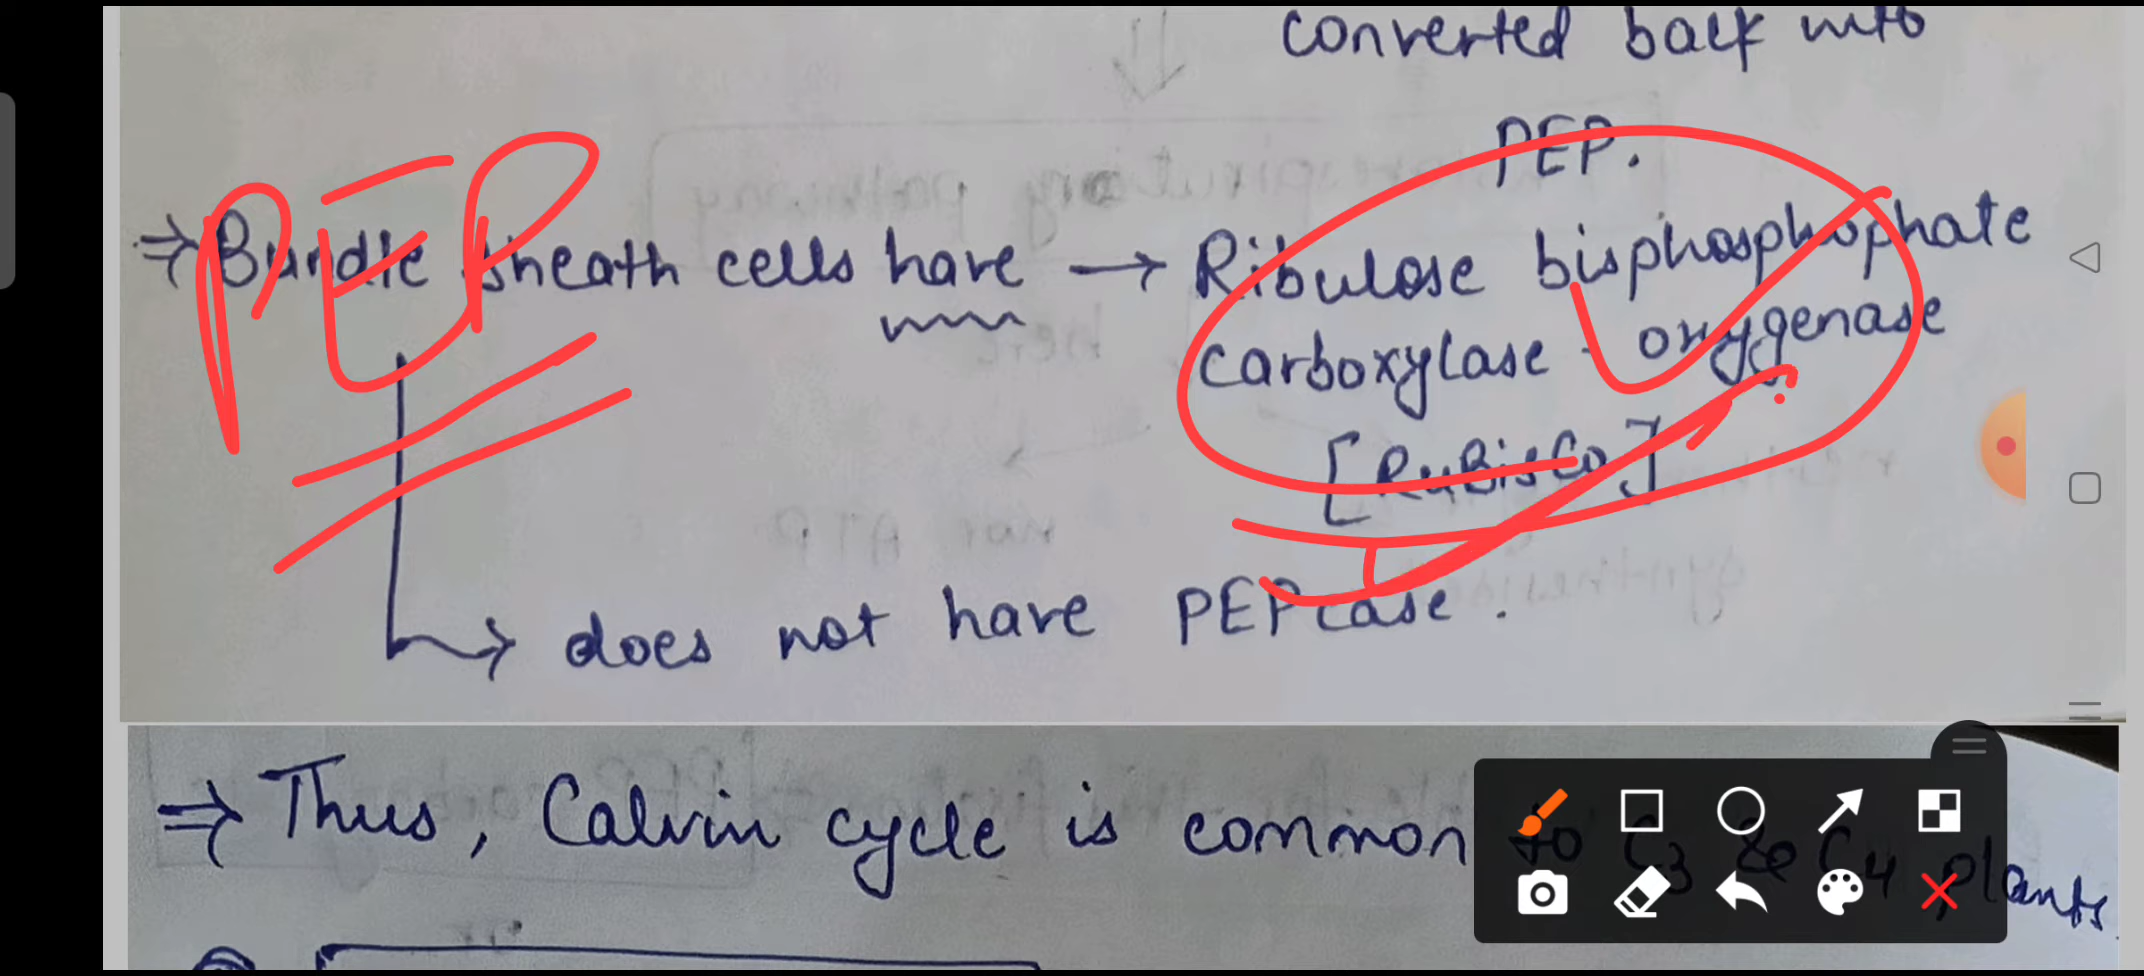 converted back into
PEP.
PEP
⇒ Bundle sheath cells have → Ribulose bisphosphophate
carboxylase - oxygenase
[RuBisCo]
does not have PEPcase.
⇒ Thus, Calvin cycle is common to C3 & C4 plants.